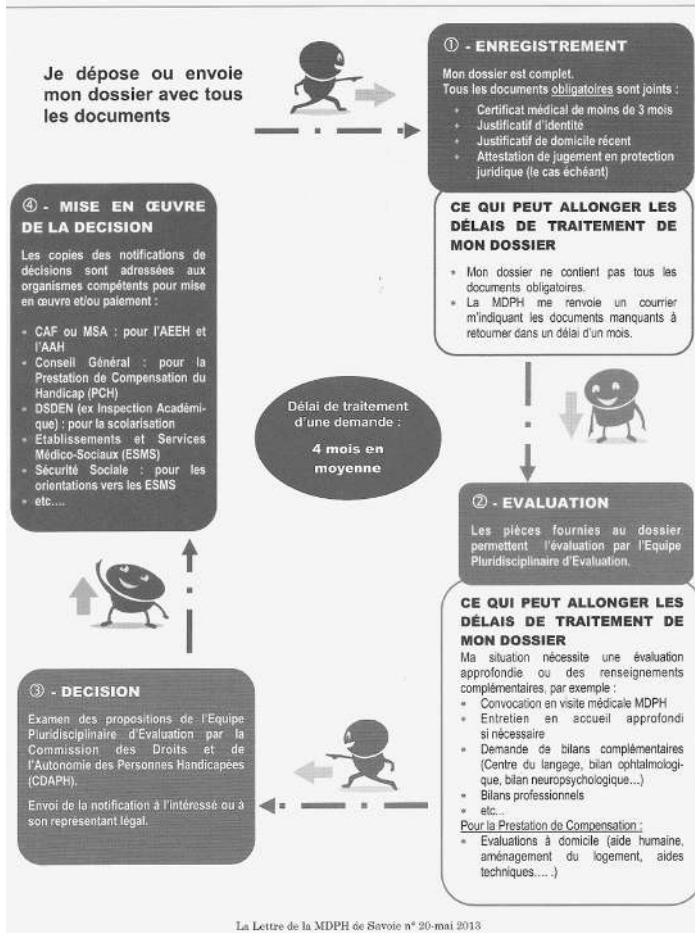 Je dépose ou envoie
mon dossier avec tous
les documents
① - ENREGISTREMENT
Mon dossier est complet.
Tous les documents obligatoires sont joints :
Certificat médical de moins de 3 mois
Justificatif d'identité
Justificatif de domicile récent
Attestation de jugement en protection
juridique (le cas échéant)
CE QUI PEUT ALLONGER LES
DÉLAIS DE TRAITEMENT DE
MON DOSSIER
Mon dossier ne contient pas tous les
documents obligatoires.
La MDPH me renvoie un courrier
m'indiquant les documents manquants à
retourner dans un délai d'un mois.
② - EVALUATION
Les pièces fournies au dossier
permettent l'évaluation par l'Equipe
Pluridisciplinaire d'Evaluation.
CE QUI PEUT ALLONGER LES
DÉLAIS DE TRAITEMENT DE
MON DOSSIER
Ma situation nécessite une évaluation
approfondie ou des renseignements
complémentaires, par exemple :
Convocation en visite médicale MDPH
Entretien en accueil approfondi
si nécessaire
Demande de bilans complémentaires
(Centre du langage, bilan ophtalmologi-
que, bilan neuropsychologique...)
Bilans professionnels
etc...
Pour la Prestation de Compensation :
Evaluations à domicile (aide humaine,
aménagement du logement, aides
techniques.... .)
③ - DECISION
Examen des propositions de l'Equipe
Pluridisciplinaire d'Evaluation par la
Commission des Droits et de
l'Autonomie des Personnes Handicapées
(CDAPH).
Envoi de la notification à l'intéressé ou à
son représentant légal.
④ - MISE EN ŒUVRE
DE LA DECISION
Les copies des notifications de
décisions sont adressées aux
organismes compétents pour mise
en œuvre et/ou paiement :
CAF ou MSA : pour l'AEEH et
l'AAH
Conseil Général : pour la
Prestation de Compensation du
Handicap (PCH)
DSDEN (ex Inspection Académi-
que) : pour la scolarisation
Etablissements et Services
Médico-Sociaux (ESMS)
Sécurité Sociale : pour les
orientations vers les ESMS
etc....
Délai de traitement
d'une demande :
4 mois en
moyenne
La Lettre de la MDPH de Savoie n° 20-mai 2013